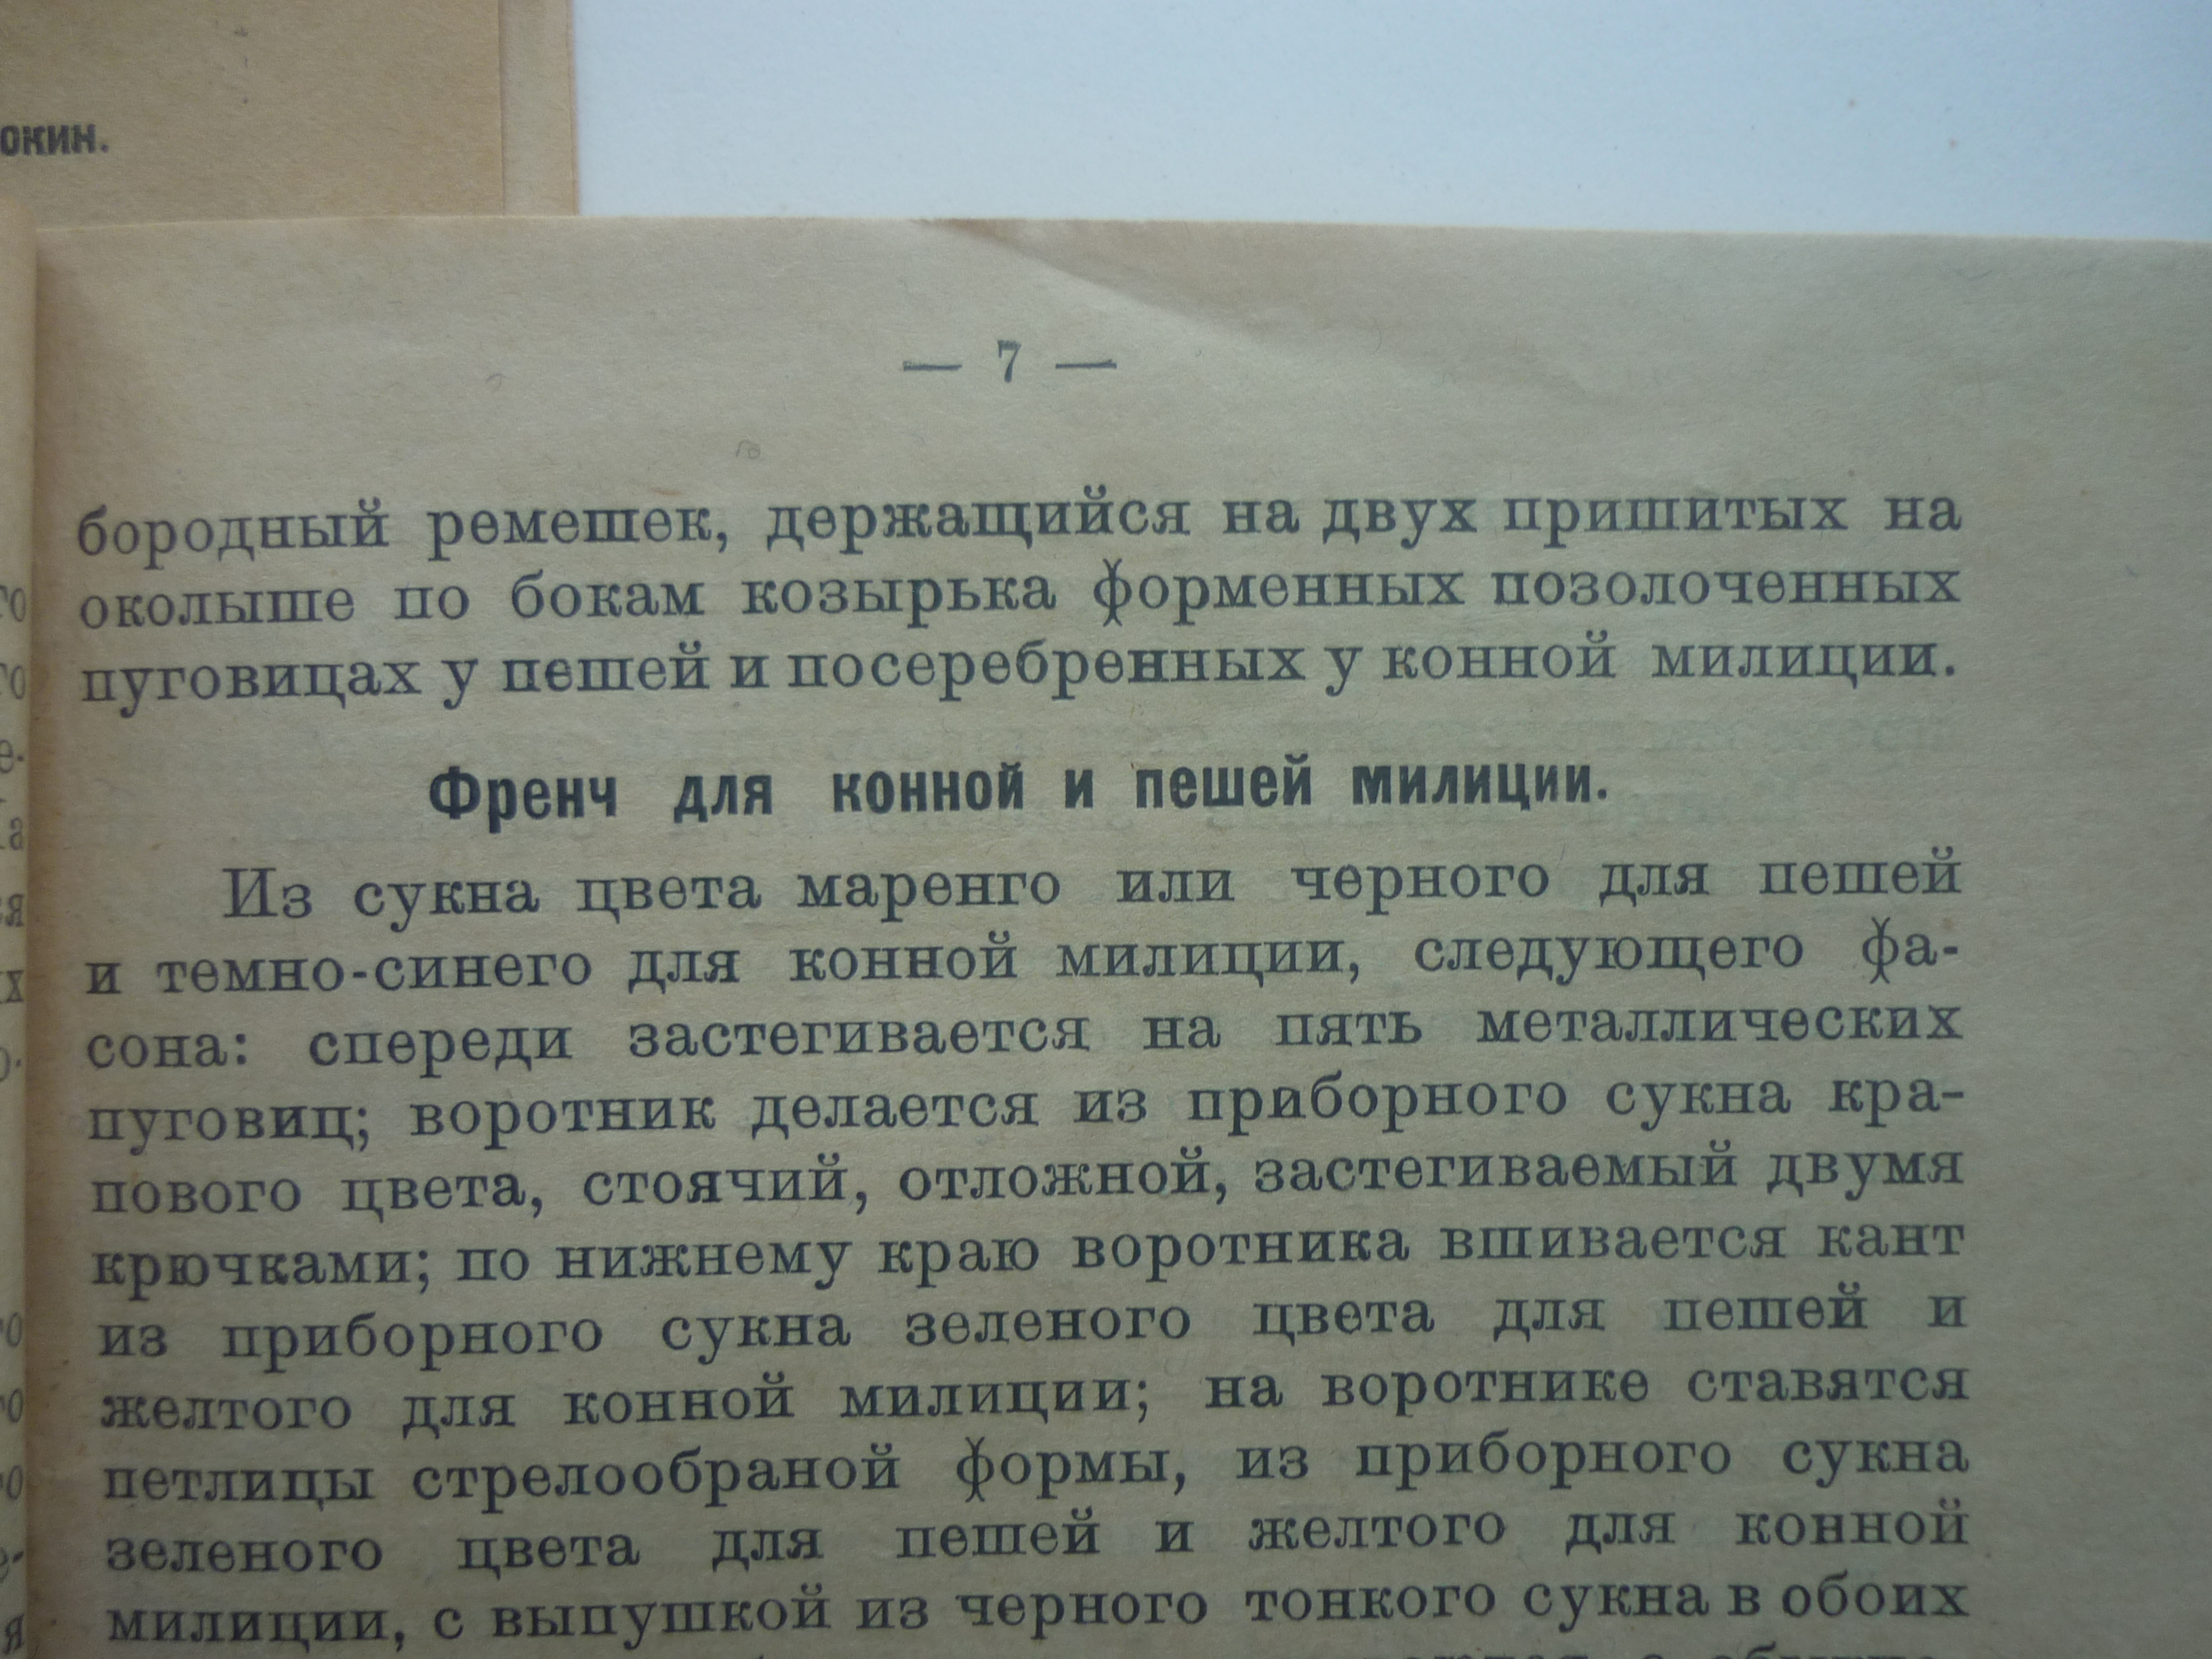 окин.
— 7 —
бородный ремешек, держащийся на двух пришитых на
околыше по бокам козырька форменных позолоченных
пуговицах у пешей и посеребренных у конной милиции.
Френч для конной и пешей милиции.
Из сукна цвета маренго или черного для пешей
и темно-синего для конной милиции, следующего фа-
сона: спереди застегивается на пять металлических
пуговиц; воротник делается из приборного сукна кра-
пового цвета, стоячий, отложной, застегиваемый двумя
крючками; по нижнему краю воротника вшивается кант
из приборного сукна зеленого цвета для пешей и
желтого для конной милиции; на воротнике ставятся
петлицы стрелообраной формы, из приборного сукна
зеленого цвета для пешей и желтого для конной
милиции, с выпушкой из черного тонкого сукна в обоих